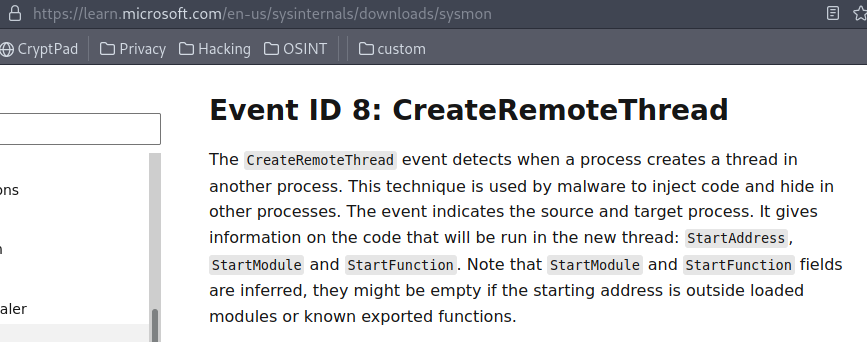 https://learn.microsoft.com/en-us/sysinternals/downloads/sysmon
CryptPad Privacy Hacking OSINT custom
Event ID 8: CreateRemoteThread
The CreateRemoteThread event detects when a process creates a thread in
another process. This technique is used by malware to inject code and hide in
other processes. The event indicates the source and target process. It gives
information on the code that will be run in the new thread: StartAddress,
StartModule and StartFunction. Note that StartModule and StartFunction fields
are inferred, they might be empty if the starting address is outside loaded
modules or known exported functions.
ons
aler